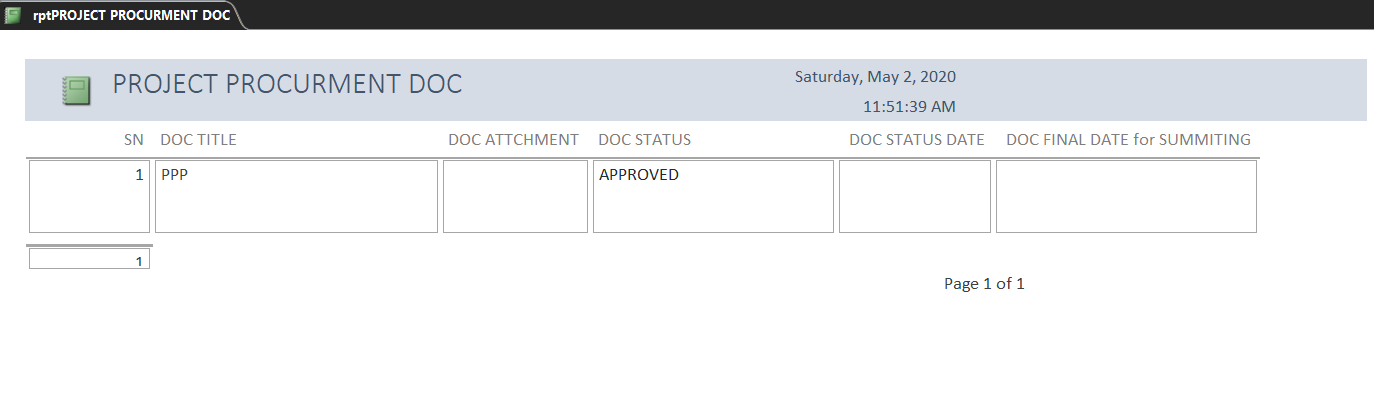 rptPROJECT PROCURMENT DOC
PROJECT PROCURMENT DOC
Saturday, May 2, 2020
11:51:39 AM
SN DOC TITLE DOC ATTCHMENT DOC STATUS DOC STATUS DATE DOC FINAL DATE for SUMMITING
1 PPP APPROVED
1
Page 1 of 1